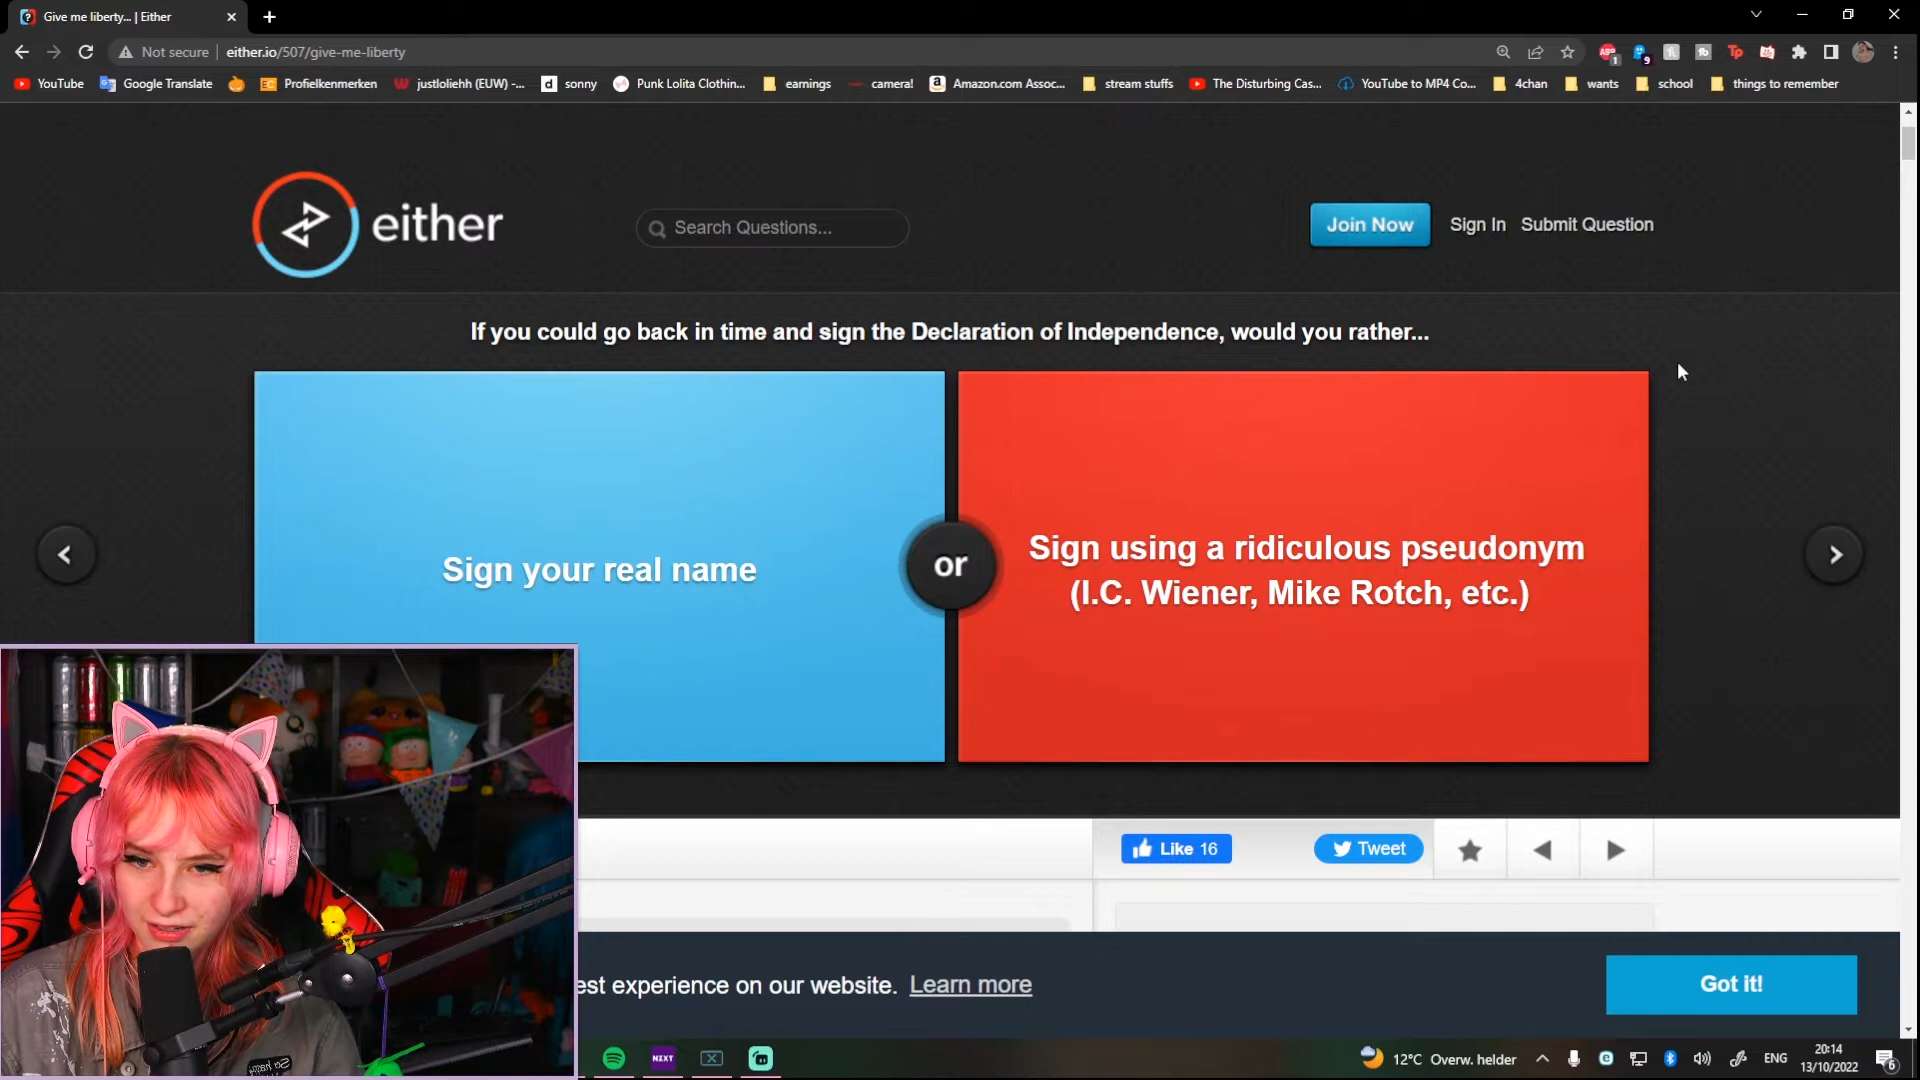 Give me liberty... | Either
Not secure
either.io/507/give-me-liberty
YouTube
Google Translate
Profielkenmerken
justloliehh (EUW) -...
sonny
Punk Lolita Clothin...
earnings
camera!
Amazon.com Assoc...
stream stuffs
The Disturbing Cas...
YouTube to MP4 Co...
4chan
wants
school
things to remember
either
Search Questions...
Join Now
Sign In
Submit Question
If you could go back in time and sign the Declaration of Independence, would you rather...
Sign your real name
or
Sign using a ridiculous pseudonym
(I.C. Wiener, Mike Rotch, etc.)
Like 16
Tweet
est experience on our website. Learn more
Got it!
NZXT
12°C Overw. helder
ENG
20:14
13/10/2022
6